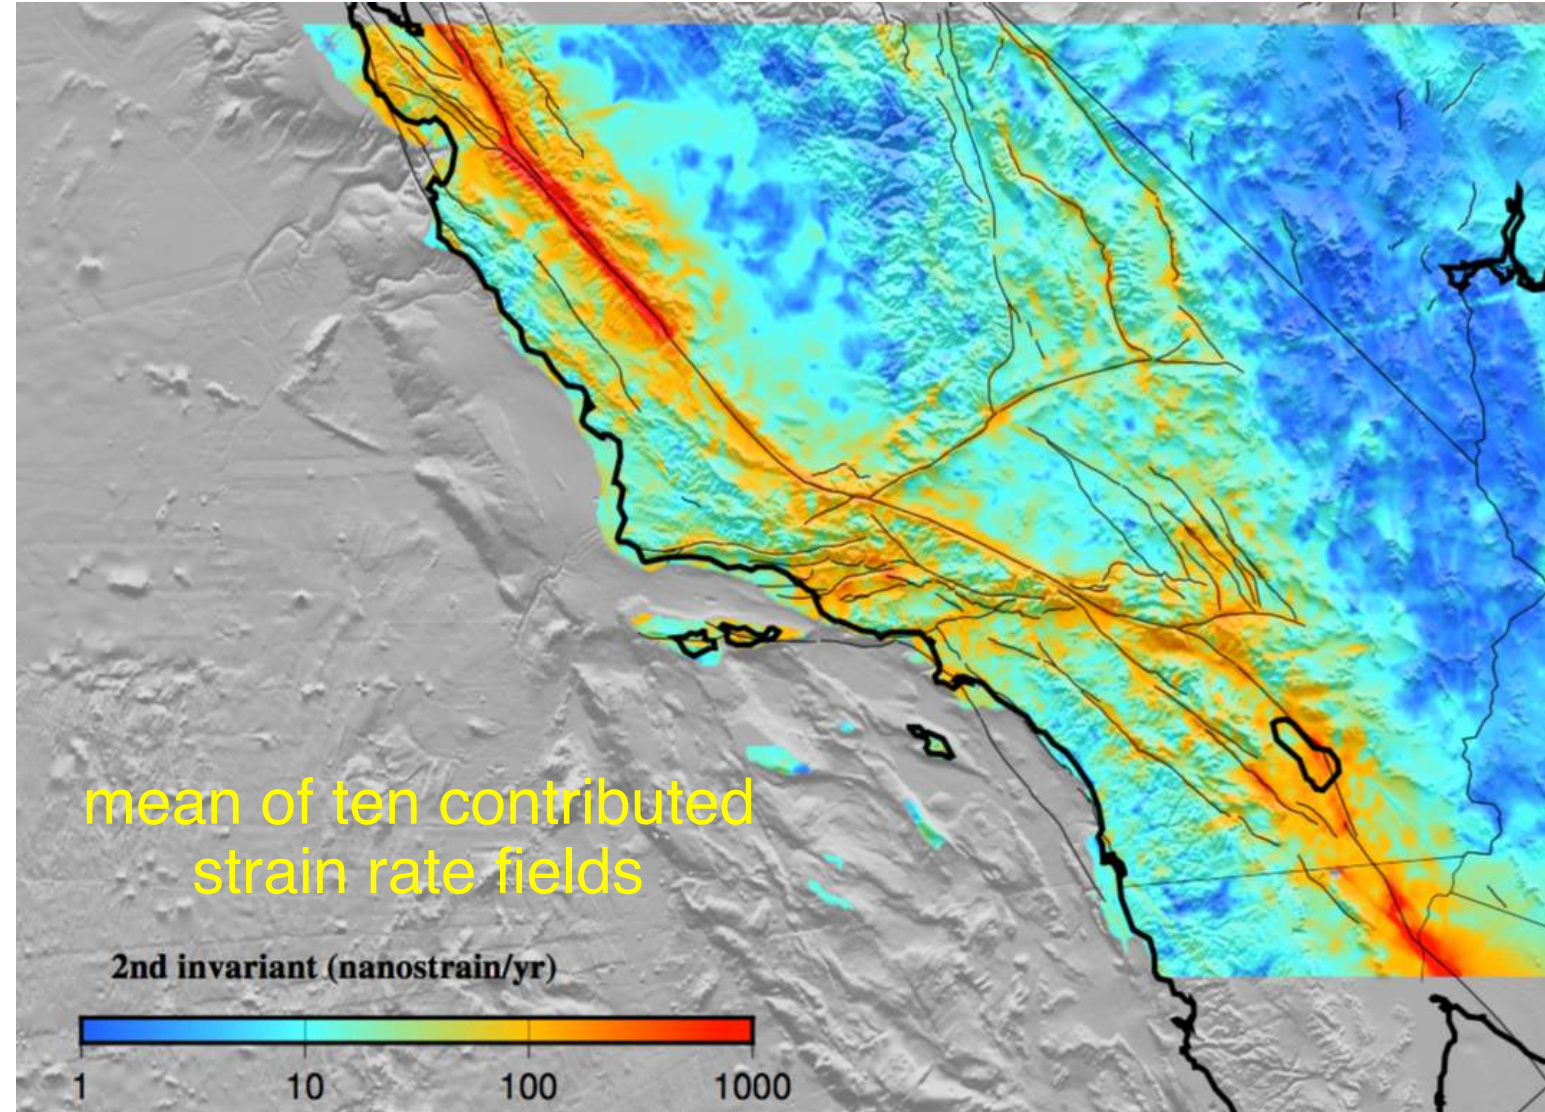 mean of ten contributed
strain rate fields
2nd invariant (nanostrain/yr)
1 10 100 1000